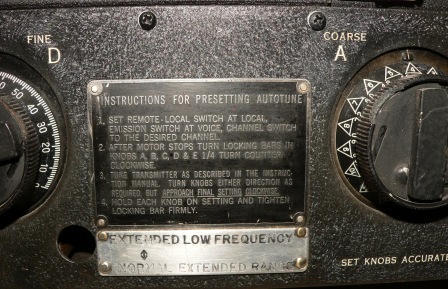 FINE
D
COARSE
A
10
INSTRUCTIONS FOR PRESETTING AUTOTUNE
1. SET REMOTE-LOCAL SWITCH AT LOCAL,
EMISSION SWITCH AT VOICE, CHANNEL SWITCH
TO THE DESIRED CHANNEL.
2. AFTER MOTOR STOPS TURN LOCKING BARS IN
KNOBS A, B, C, D & E 1/4 TURN COUNTER
CLOCKWISE.
3. TUNE TRANSMITTER AS DESCRIBED IN THE INSTRUC-
TION MANUAL. TURN KNOBS EITHER DIRECTION AS
REQUIRED, BUT APPROACH FINAL SETTING CLOCKWISE.
4. HOLD EACH KNOB ON SETTING AND TIGHTEN
LOCKING BAR FIRMLY.
EXTENDED LOW FREQUENCY
NORMAL EXTENDED RANGE
SET KNOBS ACCURATE